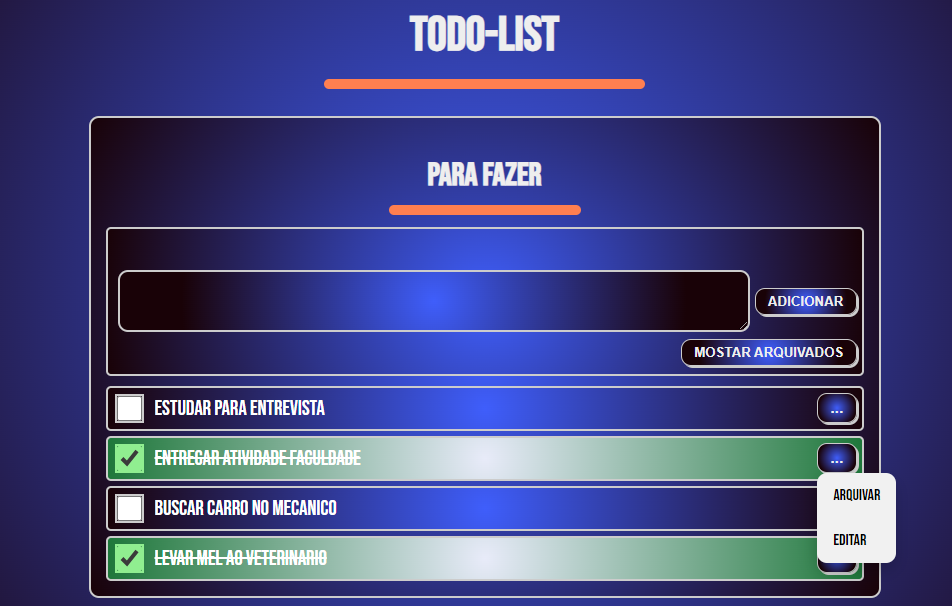 TODO-LIST
PARA FAZER
ADICIONAR
MOSTAR ARQUIVADOS
ESTUDAR PARA ENTREVISTA
...
ENTREGAR ATIVIDADE FACULDADE
...
BUSCAR CARRO NO MECANICO
ARQUIVAR
EDITAR
LEVAR MEL AO VETERINARIO